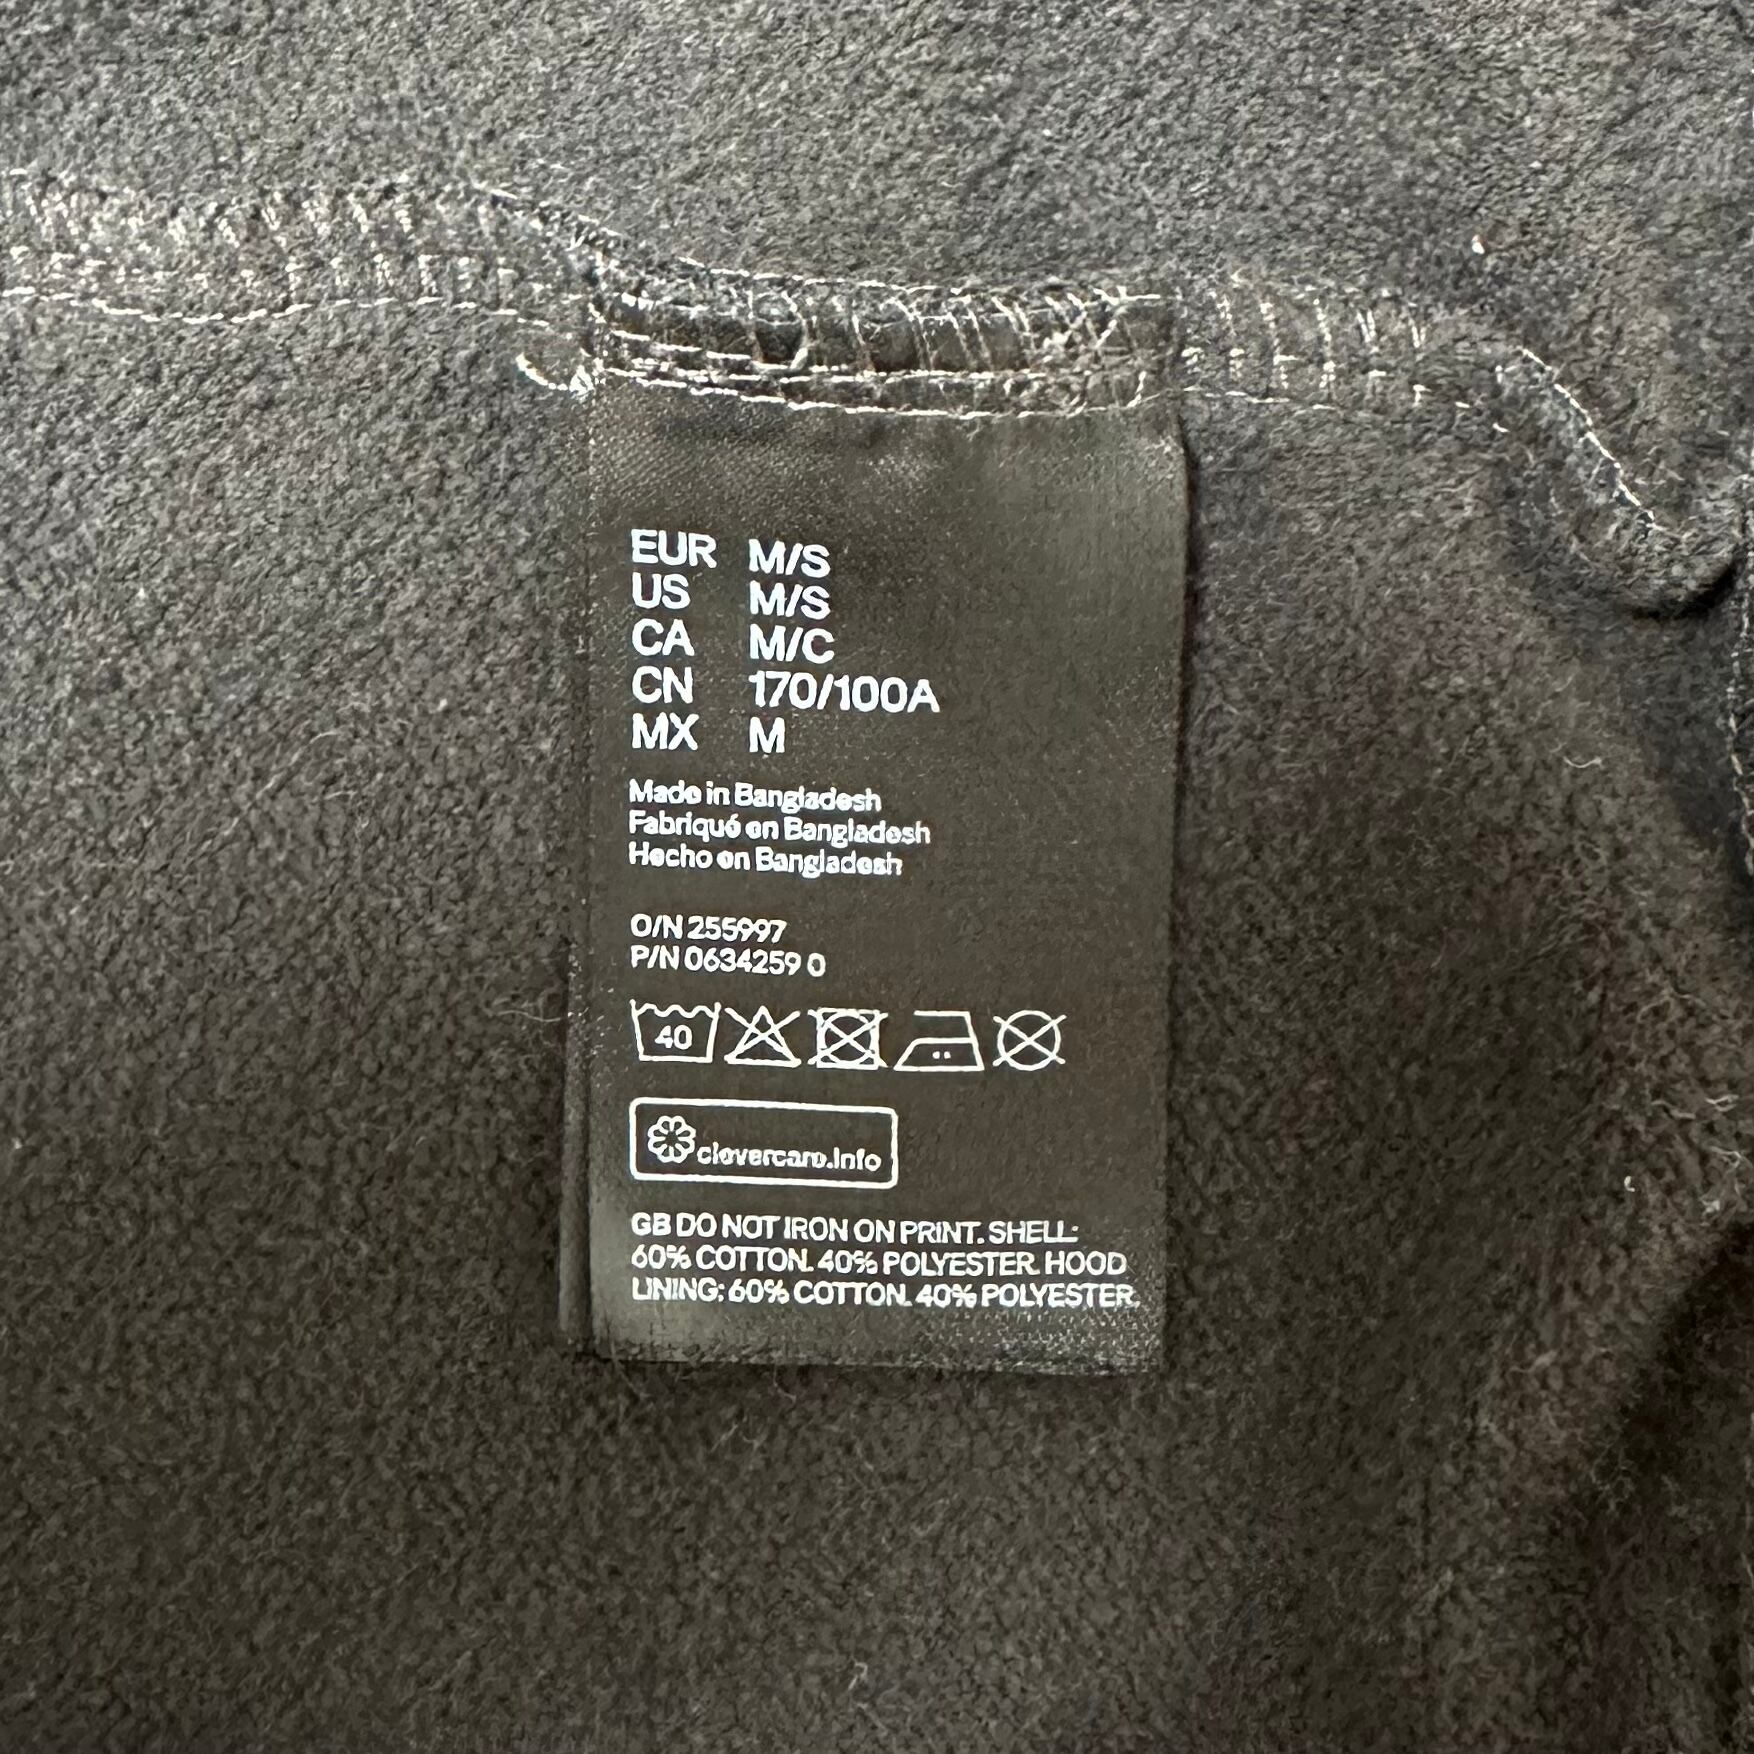 EUR M/S
US M/S
CA M/C
CN 170/100A
MX M
Made in Bangladesh
Fabriqué en Bangladesh
Hecho en Bangladesh
O/N 255997
P/N 0634259 0
40
clevercare.info
GB DO NOT IRON ON PRINT. SHELL:
60% COTTON. 40% POLYESTER. HOOD
LINING: 60% COTTON. 40% POLYESTER.